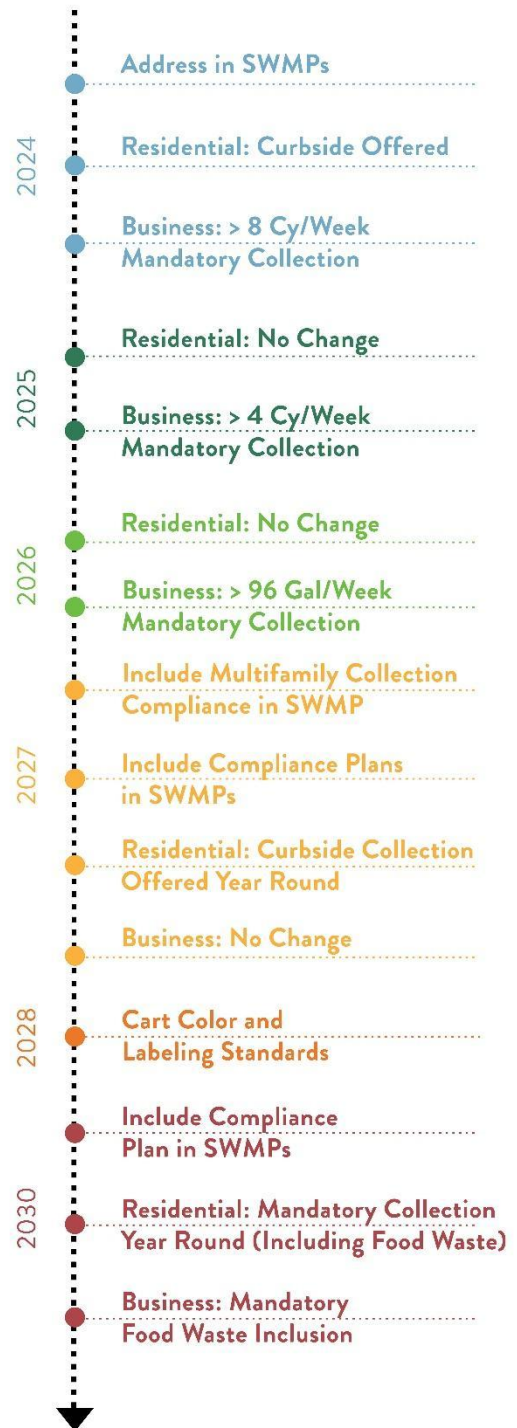 2024
Address in SWMPs
Residential: Curbside Offered
Business: > 8 Cy/Week
Mandatory Collection
2025
Residential: No Change
Business: > 4 Cy/Week
Mandatory Collection
2026
Residential: No Change
Business: > 96 Gal/Week
Mandatory Collection
2027
Include Multifamily Collection
Compliance in SWMP
Include Compliance Plans
in SWMPs
Residential: Curbside Collection
Offered Year Round
Business: No Change
2028
Cart Color and
Labeling Standards
2030
Include Compliance
Plan in SWMPs
Residential: Mandatory Collection
Year Round (Including Food Waste)
Business: Mandatory
Food Waste Inclusion